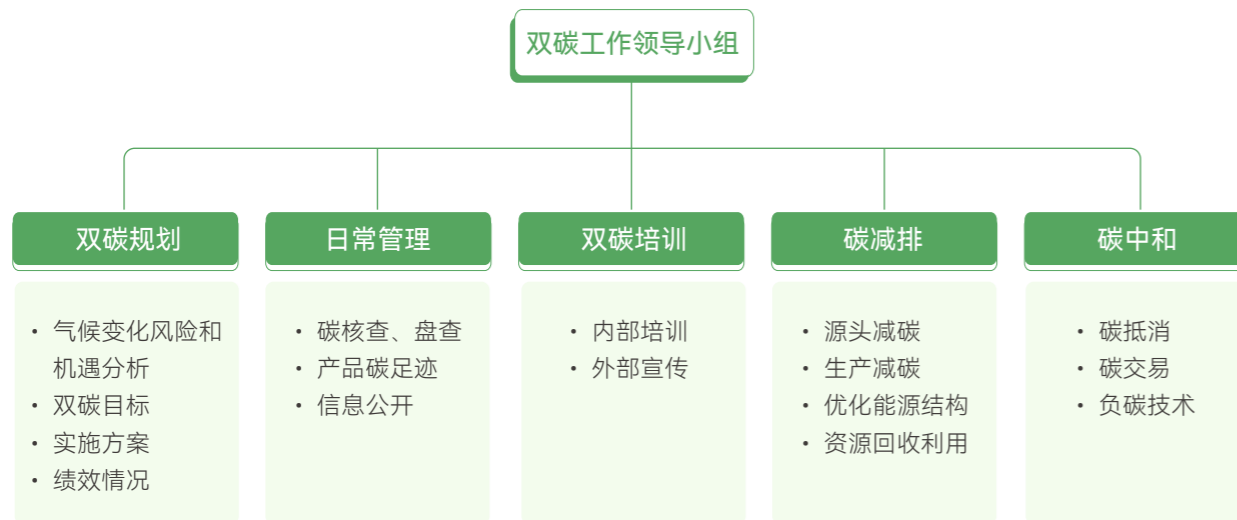 双碳工作领导小组
双碳规划
• 气候变化风险和
机遇分析
• 双碳目标
• 实施方案
• 绩效情况
日常管理
• 碳核查、盘查
• 产品碳足迹
• 信息公开
双碳培训
• 内部培训
• 外部宣传
碳减排
• 源头减碳
• 生产减碳
• 优化能源结构
• 资源回收利用
碳中和
• 碳抵消
• 碳交易
• 负碳技术